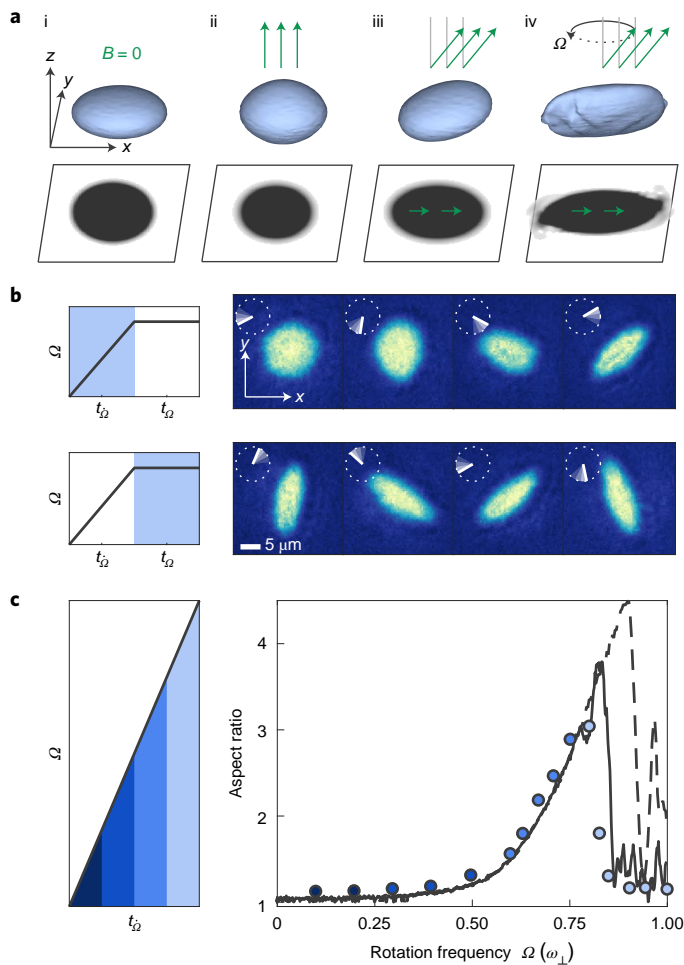 a
i
ii
iii
iv
B = 0
Ω
z
y
x
b
Ω
t_Ω̇ t_Ω
y
x
Ω
t_Ω̇ t_Ω
5 μm
c
Ω
t_Ω̇
Aspect ratio
4
3
2
1
0 0.25 0.50 0.75 1.00
Rotation frequency Ω (ω⊥)